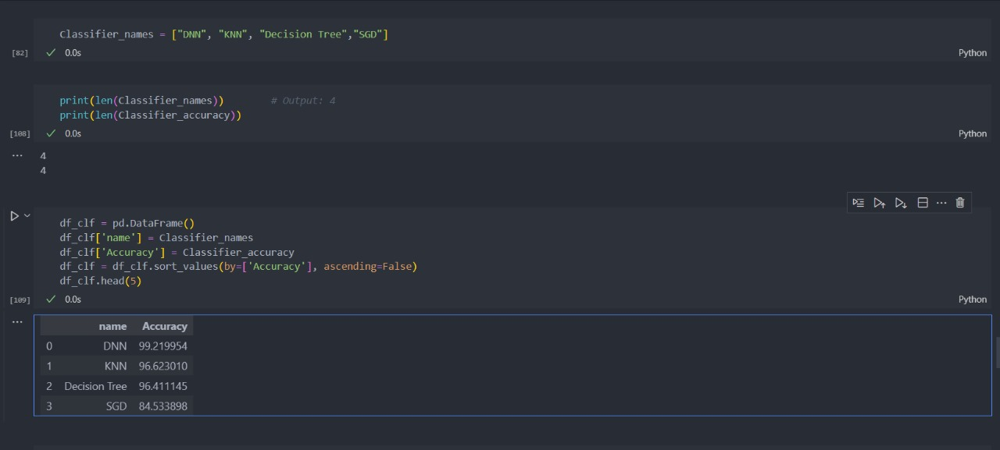 Classifier_names = ["DNN", "KNN", "Decision Tree","SGD"]
[82] 0.0s Python
print(len(Classifier_names)) # Output: 4
print(len(Classifier_accuracy))
[108] 0.0s Python
4
4
df_clf = pd.DataFrame()
df_clf['name'] = Classifier_names
df_clf['Accuracy'] = Classifier_accuracy
df_clf = df_clf.sort_values(by=['Accuracy'], ascending=False)
df_clf.head(5)
[109] 0.0s Python
name Accuracy
0 DNN 99.219954
1 KNN 96.623010
2 Decision Tree 96.411145
3 SGD 84.533898